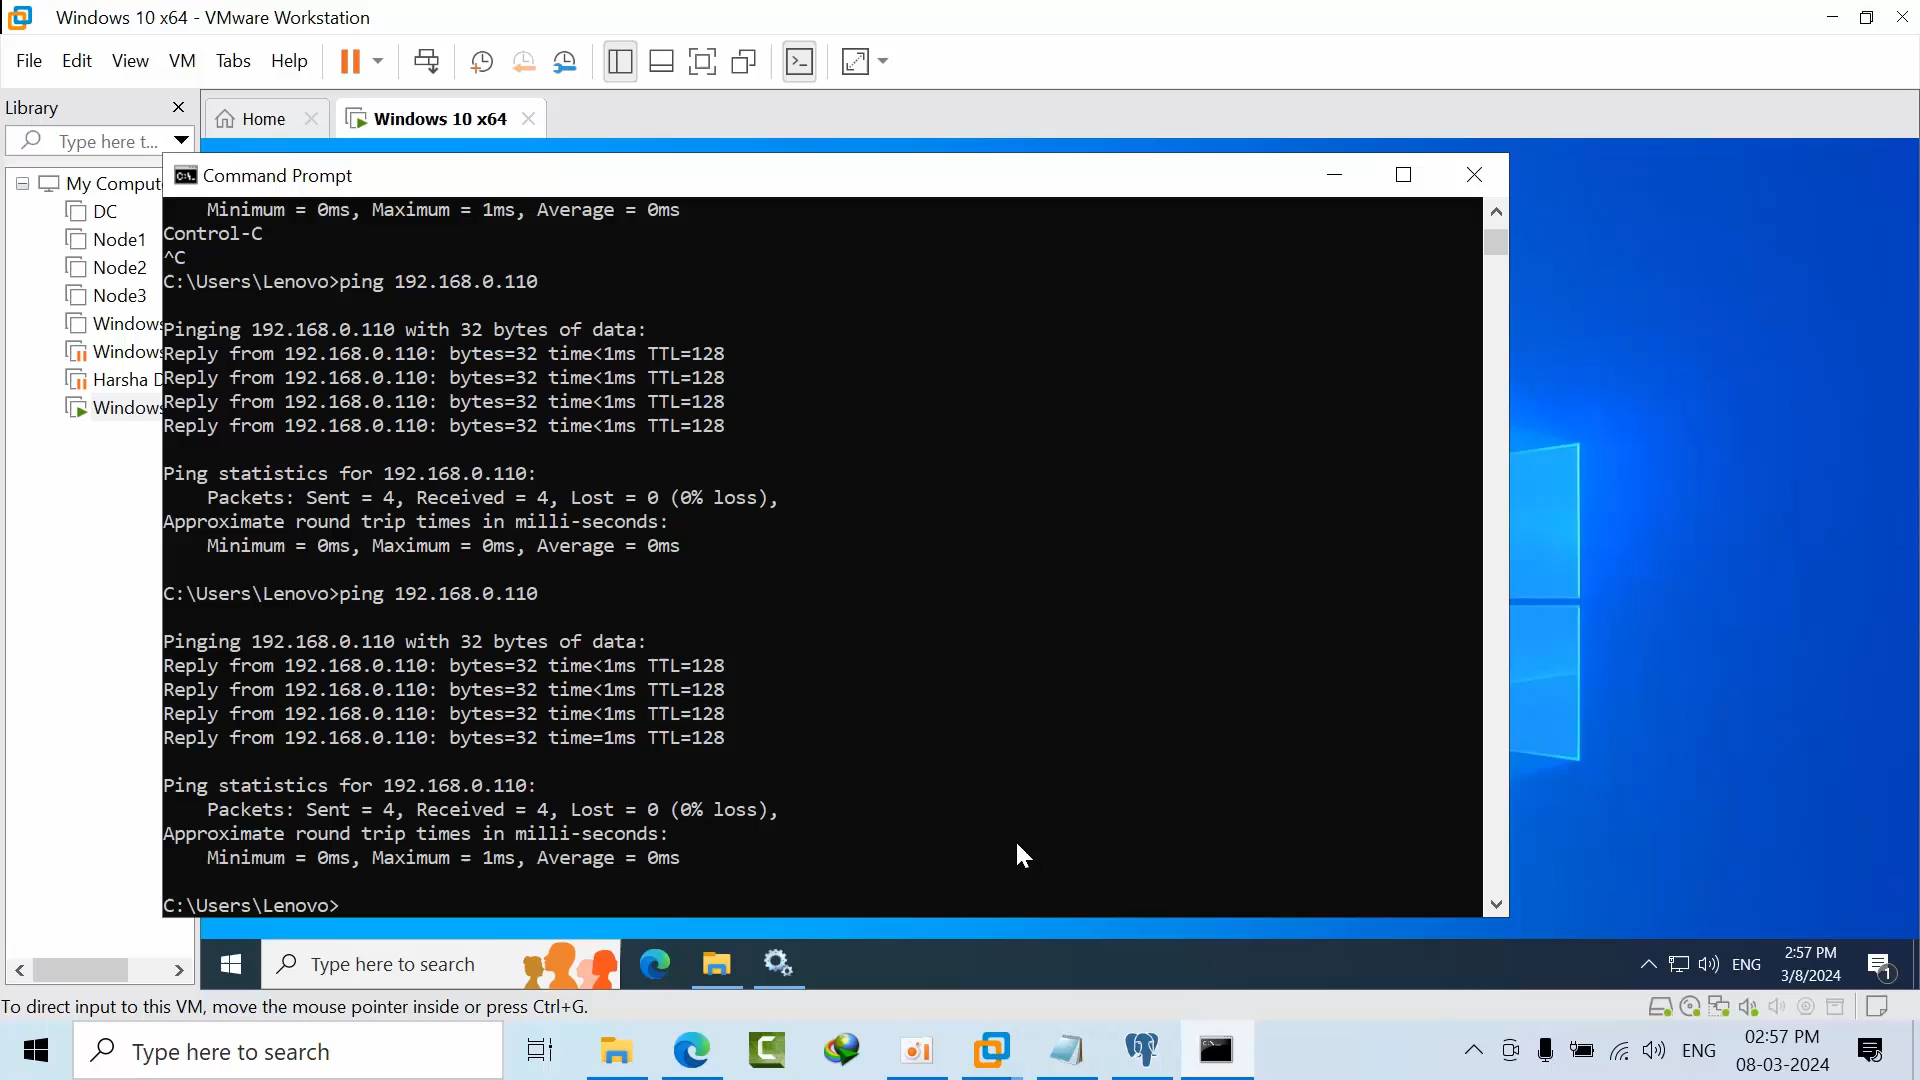 Windows 10 x64 - VMware Workstation
File Edit View VM Tabs Help
Library
Home
Windows 10 x64
Type here t...
My Comput
DC
Node1
Node2
Node3
Windows
Windows
Harsha D
Windows
Command Prompt
Minimum = 0ms, Maximum = 1ms, Average = 0ms
Control-C
^C
C:\Users\Lenovo>ping 192.168.0.110
Pinging 192.168.0.110 with 32 bytes of data:
Reply from 192.168.0.110: bytes=32 time<1ms TTL=128
Reply from 192.168.0.110: bytes=32 time<1ms TTL=128
Reply from 192.168.0.110: bytes=32 time<1ms TTL=128
Reply from 192.168.0.110: bytes=32 time<1ms TTL=128
Ping statistics for 192.168.0.110:
Packets: Sent = 4, Received = 4, Lost = 0 (0% loss),
Approximate round trip times in milli-seconds:
Minimum = 0ms, Maximum = 0ms, Average = 0ms
C:\Users\Lenovo>ping 192.168.0.110
Pinging 192.168.0.110 with 32 bytes of data:
Reply from 192.168.0.110: bytes=32 time<1ms TTL=128
Reply from 192.168.0.110: bytes=32 time<1ms TTL=128
Reply from 192.168.0.110: bytes=32 time<1ms TTL=128
Reply from 192.168.0.110: bytes=32 time=1ms TTL=128
Ping statistics for 192.168.0.110:
Packets: Sent = 4, Received = 4, Lost = 0 (0% loss),
Approximate round trip times in milli-seconds:
Minimum = 0ms, Maximum = 1ms, Average = 0ms
C:\Users\Lenovo>
Type here to search
ENG
2:57 PM
3/8/2024
1
To direct input to this VM, move the mouse pointer inside or press Ctrl+G.
Type here to search
ENG
02:57 PM
08-03-2024